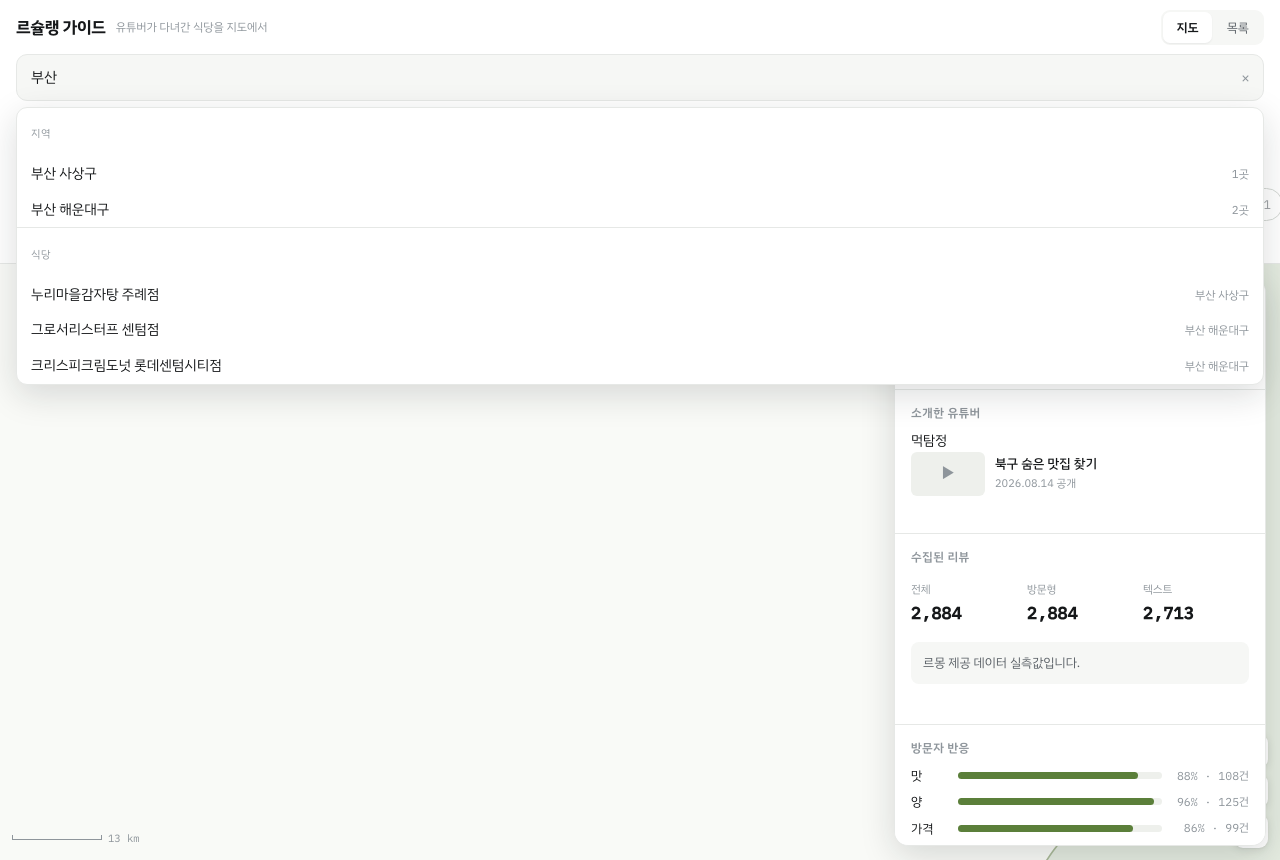 르슐랭 가이드 유튜버가 다녀간 식당을 지도에서 지도 목록
부산 ×
지역
부산 사상구 1곳
1
부산 해운대구 2곳
식당
누리마을감자탕 주례점 부산 사상구
그로서리스터프 센텀점 부산 해운대구
크리스피크림도넛 롯데센텀시티점 부산 해운대구
소개한 유튜버
먹탐정
북구 숨은 맛집 찾기
2026.08.14 공개
수집된 리뷰
전체 방문형 텍스트
2,884 2,884 2,713
르몽 제공 데이터 실측값입니다.
방문자 반응
맛 88% · 108건
양 96% · 125건
가격 86% · 99건
13 km